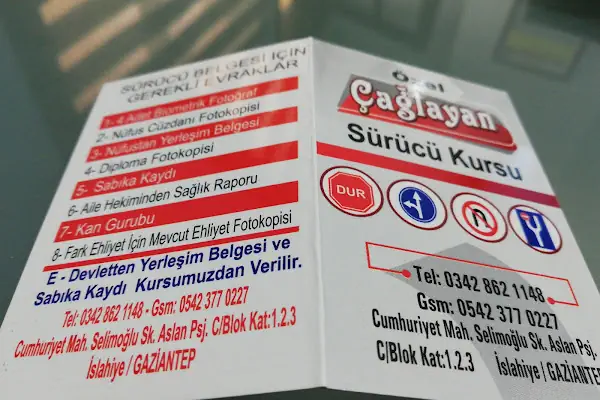 SÜRÜCÜ BELGESİ İÇİN
GEREKLİ EVRAKLAR
1- 4 Adet Biometrik Fotoğraf
2- Nüfus Cüzdanı Fotokopisi
3- Nüfustan Yerleşim Belgesi
4- Diploma Fotokopisi
5- Sabıka Kaydı
6- Aile Hekiminden Sağlık Raporu
7- Kan Gurubu
8- Fark Ehliyet İçin Mevcut Ehliyet Fotokopisi
E - Devletten Yerleşim Belgesi ve
Sabıka Kaydı Kursumuzdan Verilir.
Tel: 0342 862 1148 - Gsm: 0542 377 0227
Cumhuriyet Mah. Selimoğlu Sk. Aslan Psj. C/Blok Kat:1.2.3
İslahiye / GAZİANTEP
Özel
Çağlayan
Sürücü Kursu
DUR
Tel: 0342 862 1148
Gsm: 0542 377 0227
Cumhuriyet Mah. Selimoğlu Sk. Aslan Psj.
C/Blok Kat:1.2.3
İslahiye / GAZİANTEP